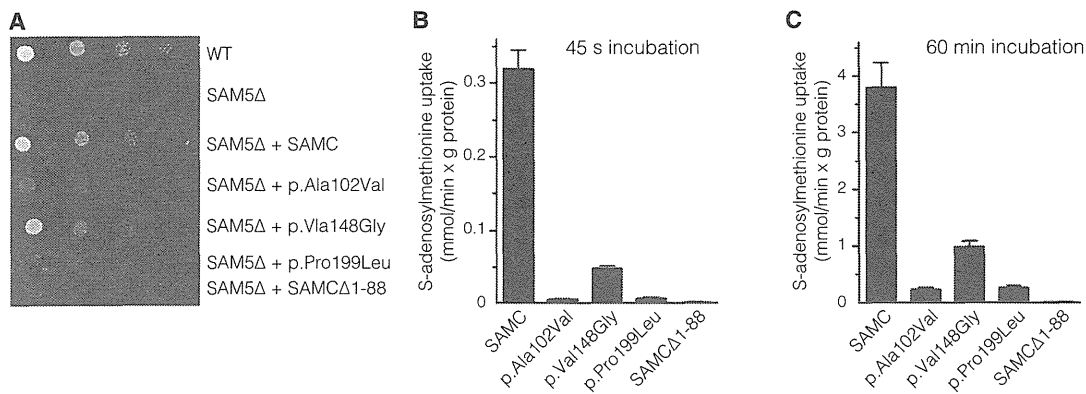 A
WT
SAM5Δ
SAM5Δ + SAMC
SAM5Δ + p.Ala102Val
SAM5Δ + p.Vla148Gly
SAM5Δ + p.Pro199Leu
SAM5Δ + SAMCΔ1-88
B
45 s incubation
S-adenosylmethionine uptake
(mmol/min x g protein)
0.3
0.2
0.1
0
SAMC
p.Ala102Val
p.Val148Gly
p.Pro199Leu
SAMCΔ1-88
C
60 min incubation
S-adenosylmethionine uptake
(mmol/min x g protein)
4
3
2
1
0
SAMC
p.Ala102Val
p.Val148Gly
p.Pro199Leu
SAMCΔ1-88